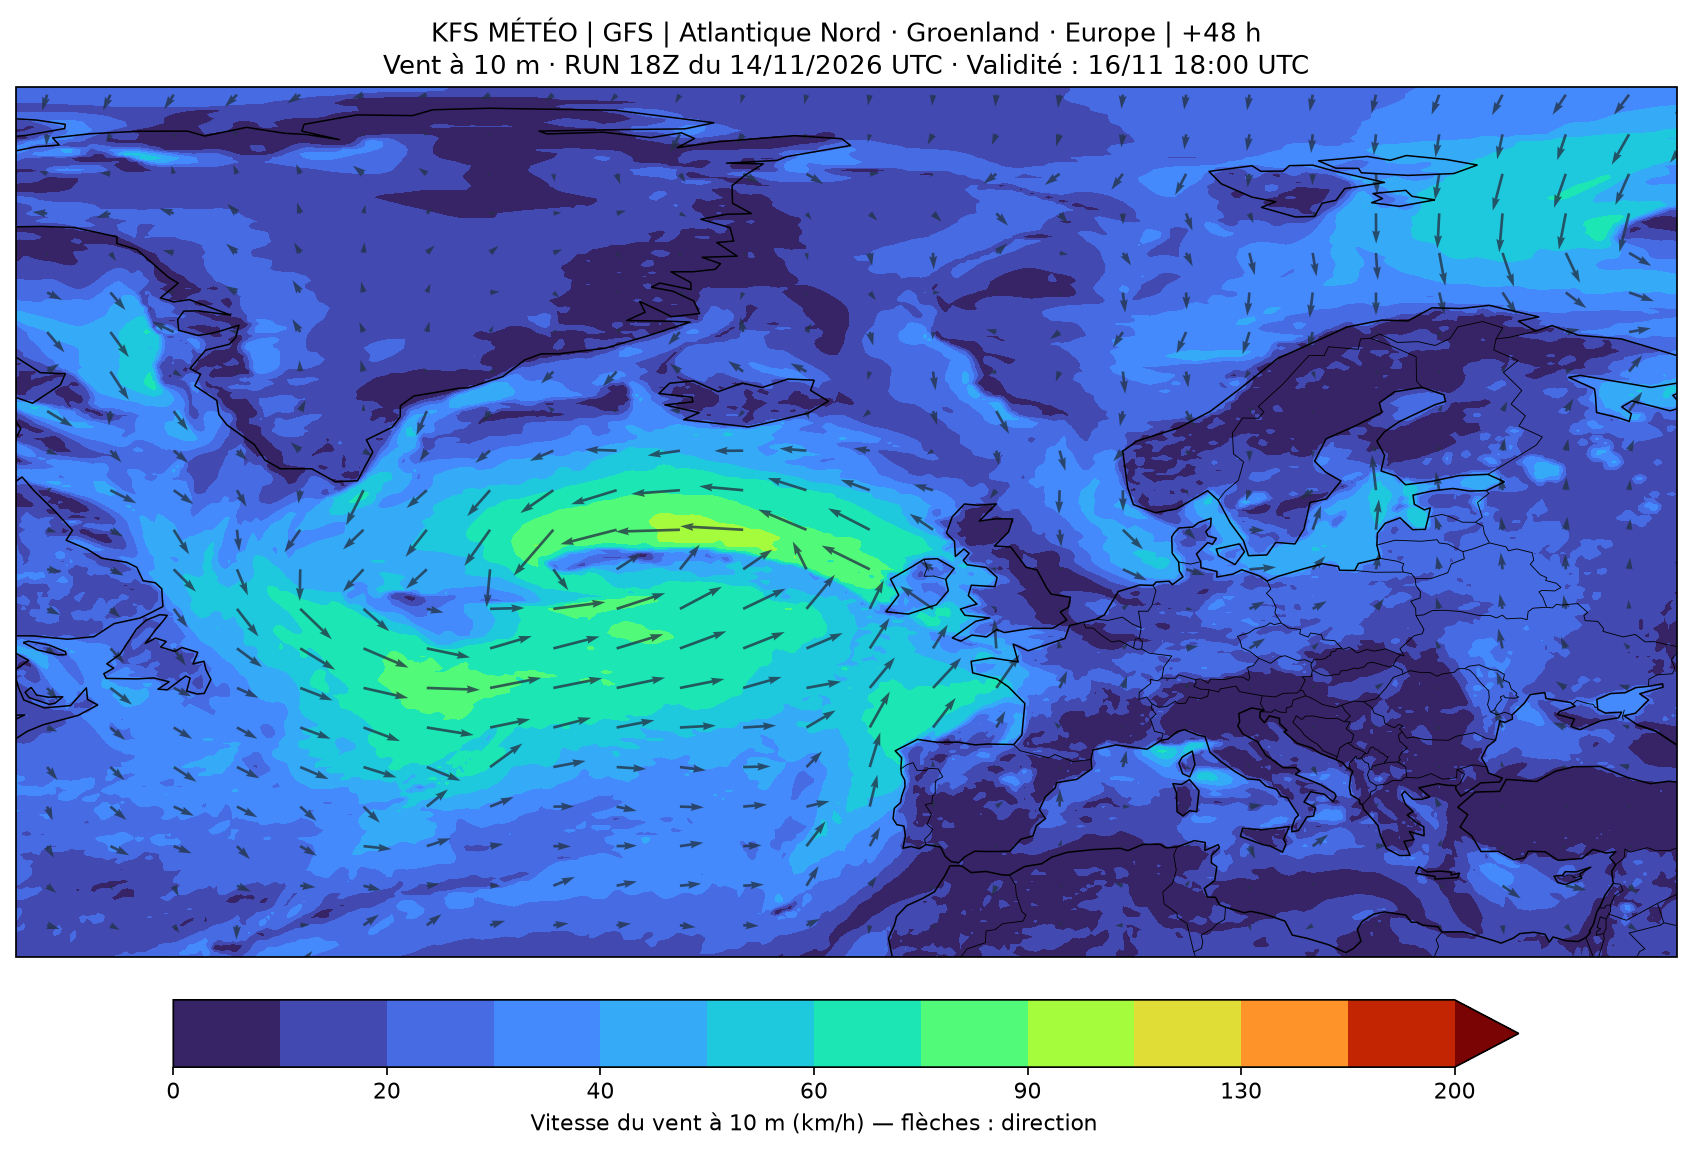 KFS MÉTÉO | GFS | Atlantique Nord · Groenland · Europe | +48 h
Vent à 10 m · RUN 18Z du 14/11/2026 UTC · Validité : 16/11 18:00 UTC
0 20 40 60 90 130 200
Vitesse du vent à 10 m (km/h) — flèches : direction